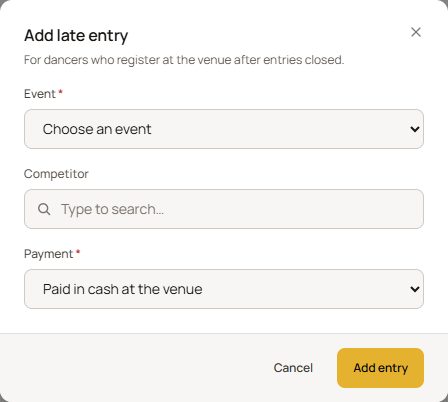 Add late entry
For dancers who register at the venue after entries closed.
Event *
Choose an event
Competitor
Type to search...
Payment *
Paid in cash at the venue
Cancel
Add entry